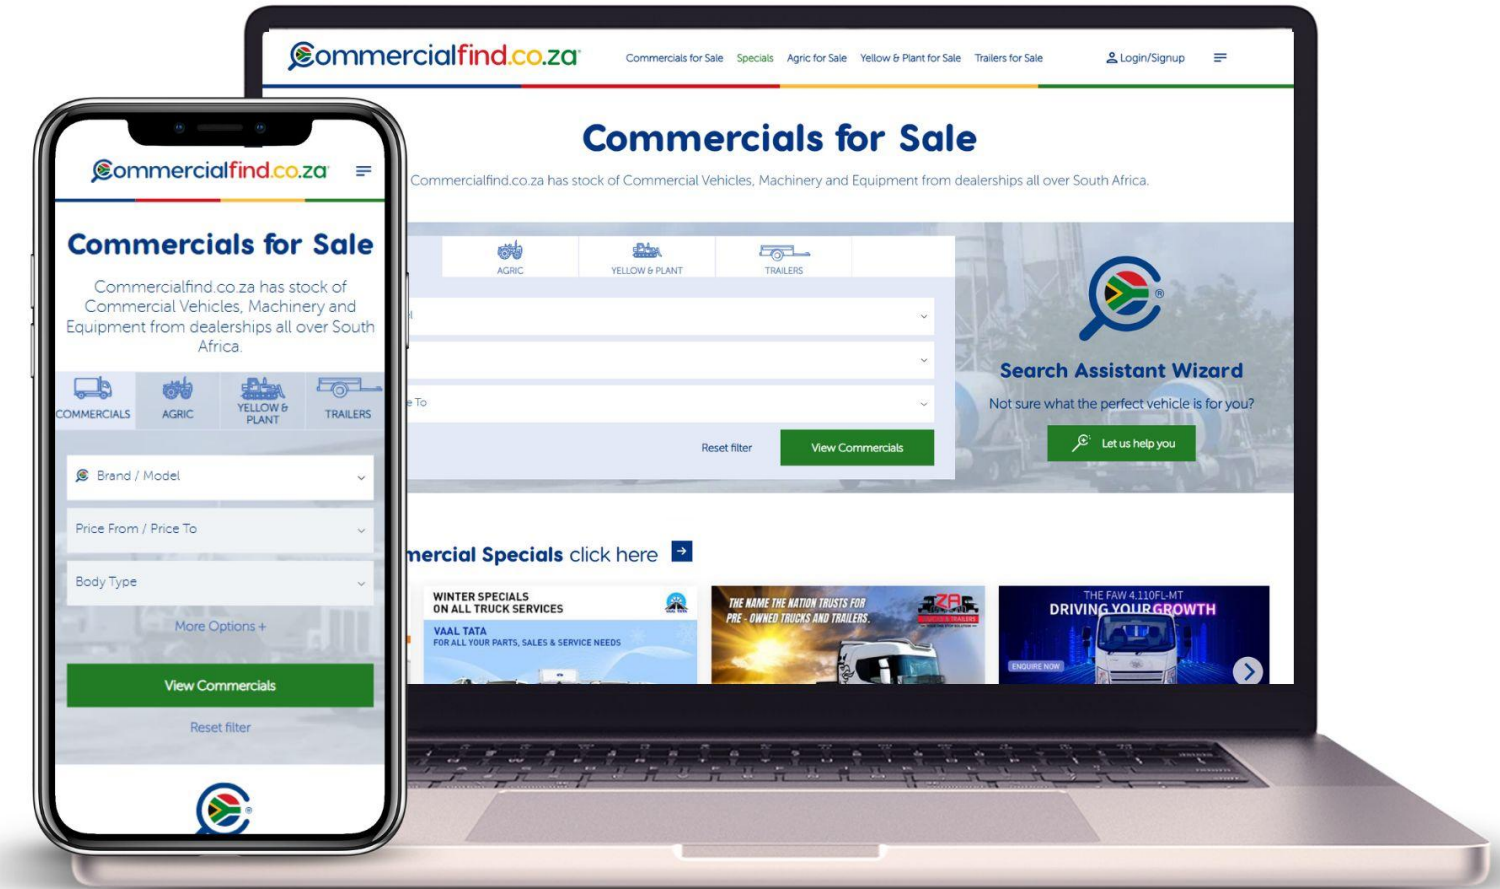 Commercialfind.co.za
Commercials for Sale
Specials
Agric for Sale
Yellow & Plant for Sale
Trailers for Sale
Login/Signup
Commercials for Sale
Commercialfind.co.za has stock of Commercial Vehicles, Machinery and Equipment from dealerships all over South Africa.
AGRIC
YELLOW & PLANT
TRAILERS
To
Reset filter
View Commercials
®
Search Assistant Wizard
Not sure what the perfect vehicle is for you?
Let us help you
mercial Specials click here
WINTER SPECIALS
ON ALL TRUCK SERVICES
VAAL TATA
FOR ALL YOUR PARTS, SALES & SERVICE NEEDS
THE NAME THE NATION TRUSTS FOR
PRE - OWNED TRUCKS AND TRAILERS.
ZA
THE FAW 4.110FL-MT
DRIVING YOUR GROWTH
ENQUIRE NOW
Commercialfind.co.za
Commercials for Sale
Commercialfind.co.za has stock of
Commercial Vehicles, Machinery and
Equipment from dealerships all over South
Africa.
COMMERCIALS
AGRIC
YELLOW &
PLANT
TRAILERS
Brand / Model
Price From / Price To
Body Type
More Options +
View Commercials
Reset filter
®